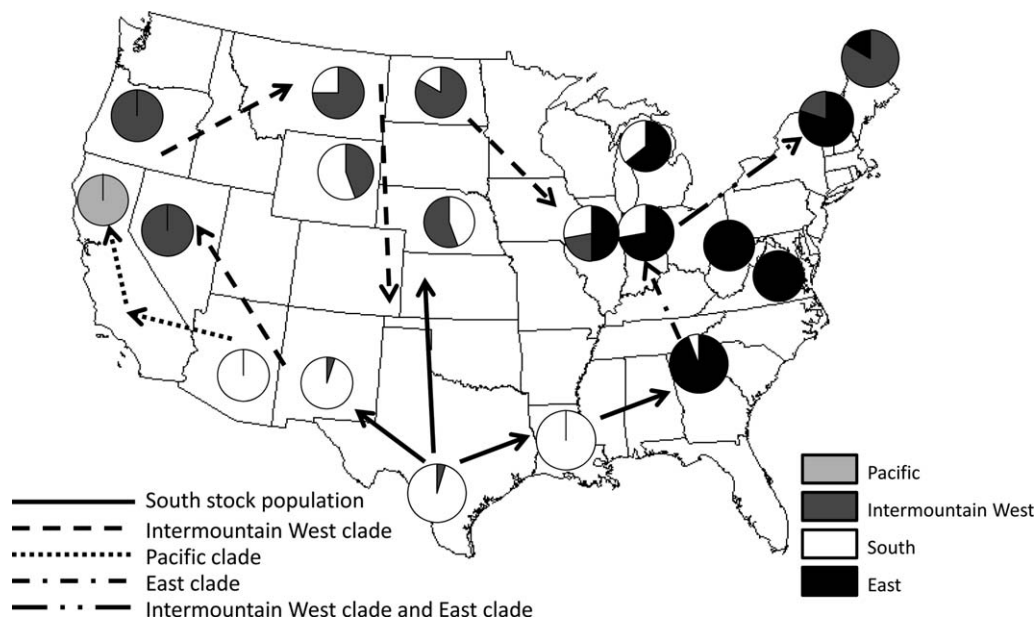 South stock population
Intermountain West clade
Pacific clade
East clade
Intermountain West clade and East clade
Pacific
Intermountain West
South
East